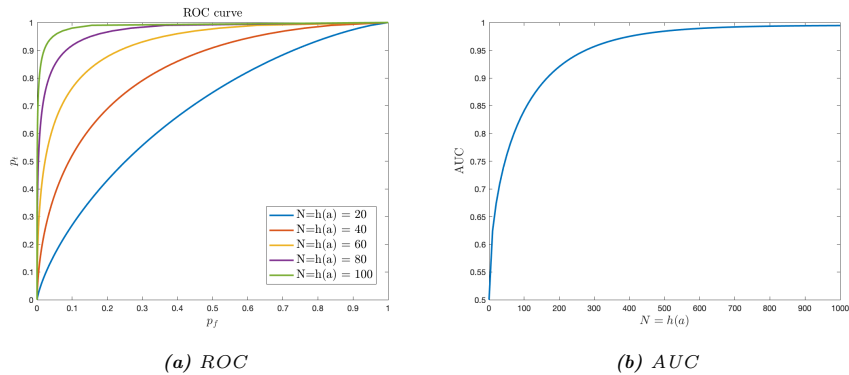 ROC curve
1
0.9
0.8
0.7
0.6
0.5
0.4
0.3
0.2
0.1
0
p_t
0 0.1 0.2 0.3 0.4 0.5 0.6 0.7 0.8 0.9 1
p_f
N=h(a) = 20
N=h(a) = 40
N=h(a) = 60
N=h(a) = 80
N=h(a) = 100
(a) ROC
1
0.95
0.9
0.85
0.8
0.75
0.7
0.65
0.6
0.55
0.5
AUC
0 100 200 300 400 500 600 700 800 900 1000
N = h(a)
(b) AUC